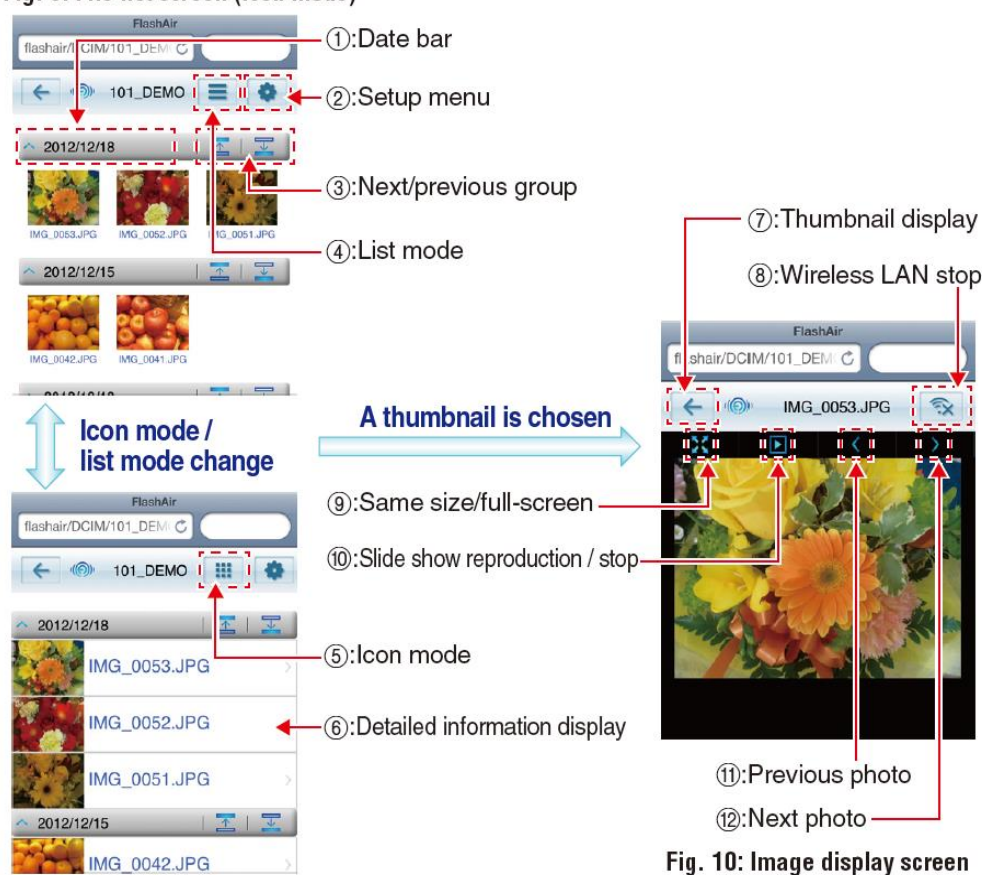 FlashAir
flashair/DCIM/101_DEM
101_DEMO
2012/12/18
IMG_0053.JPG IMG_0052.JPG IMG_0051.JPG
2012/12/15
IMG_0042.JPG IMG_0041.JPG
①:Date bar
②:Setup menu
③:Next/previous group
④:List mode
Icon mode /
list mode change
A thumbnail is chosen
FlashAir
flashair/DCIM/101_DEM
101_DEMO
2012/12/18
IMG_0053.JPG
IMG_0052.JPG
IMG_0051.JPG
2012/12/15
IMG_0042.JPG
⑤:Icon mode
⑥:Detailed information display
⑦:Thumbnail display
⑧:Wireless LAN stop
FlashAir
flashair/DCIM/101_DEM
IMG_0053.JPG
⑨:Same size/full-screen
⑩:Slide show reproduction / stop
⑪:Previous photo
⑫:Next photo
Fig. 10: Image display screen